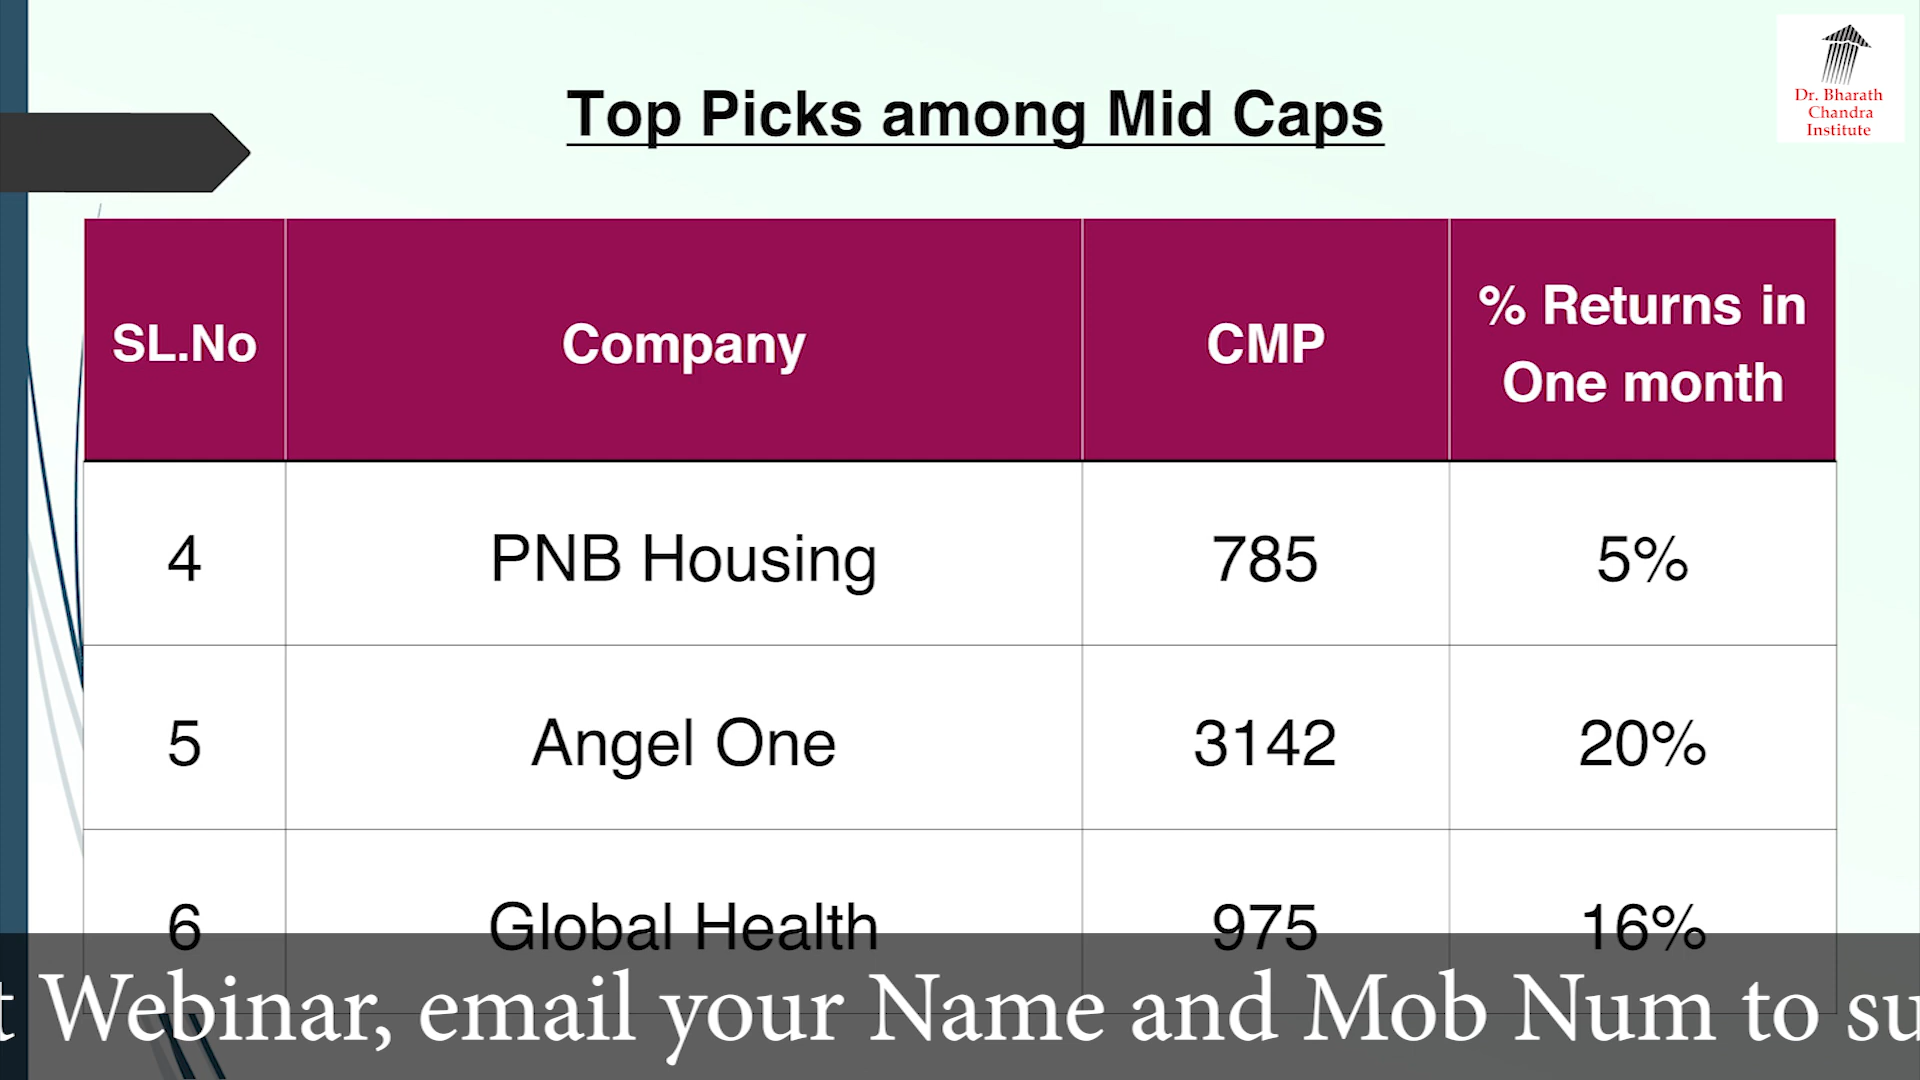 Top Picks among Mid Caps
Dr. Bharath
Chandra
Institute
SL.No Company CMP % Returns in
One month
4 PNB Housing 785 5%
5 Angel One 3142 20%
6 Global Health 975 16%
Webinar, email your Name and Mob Num to